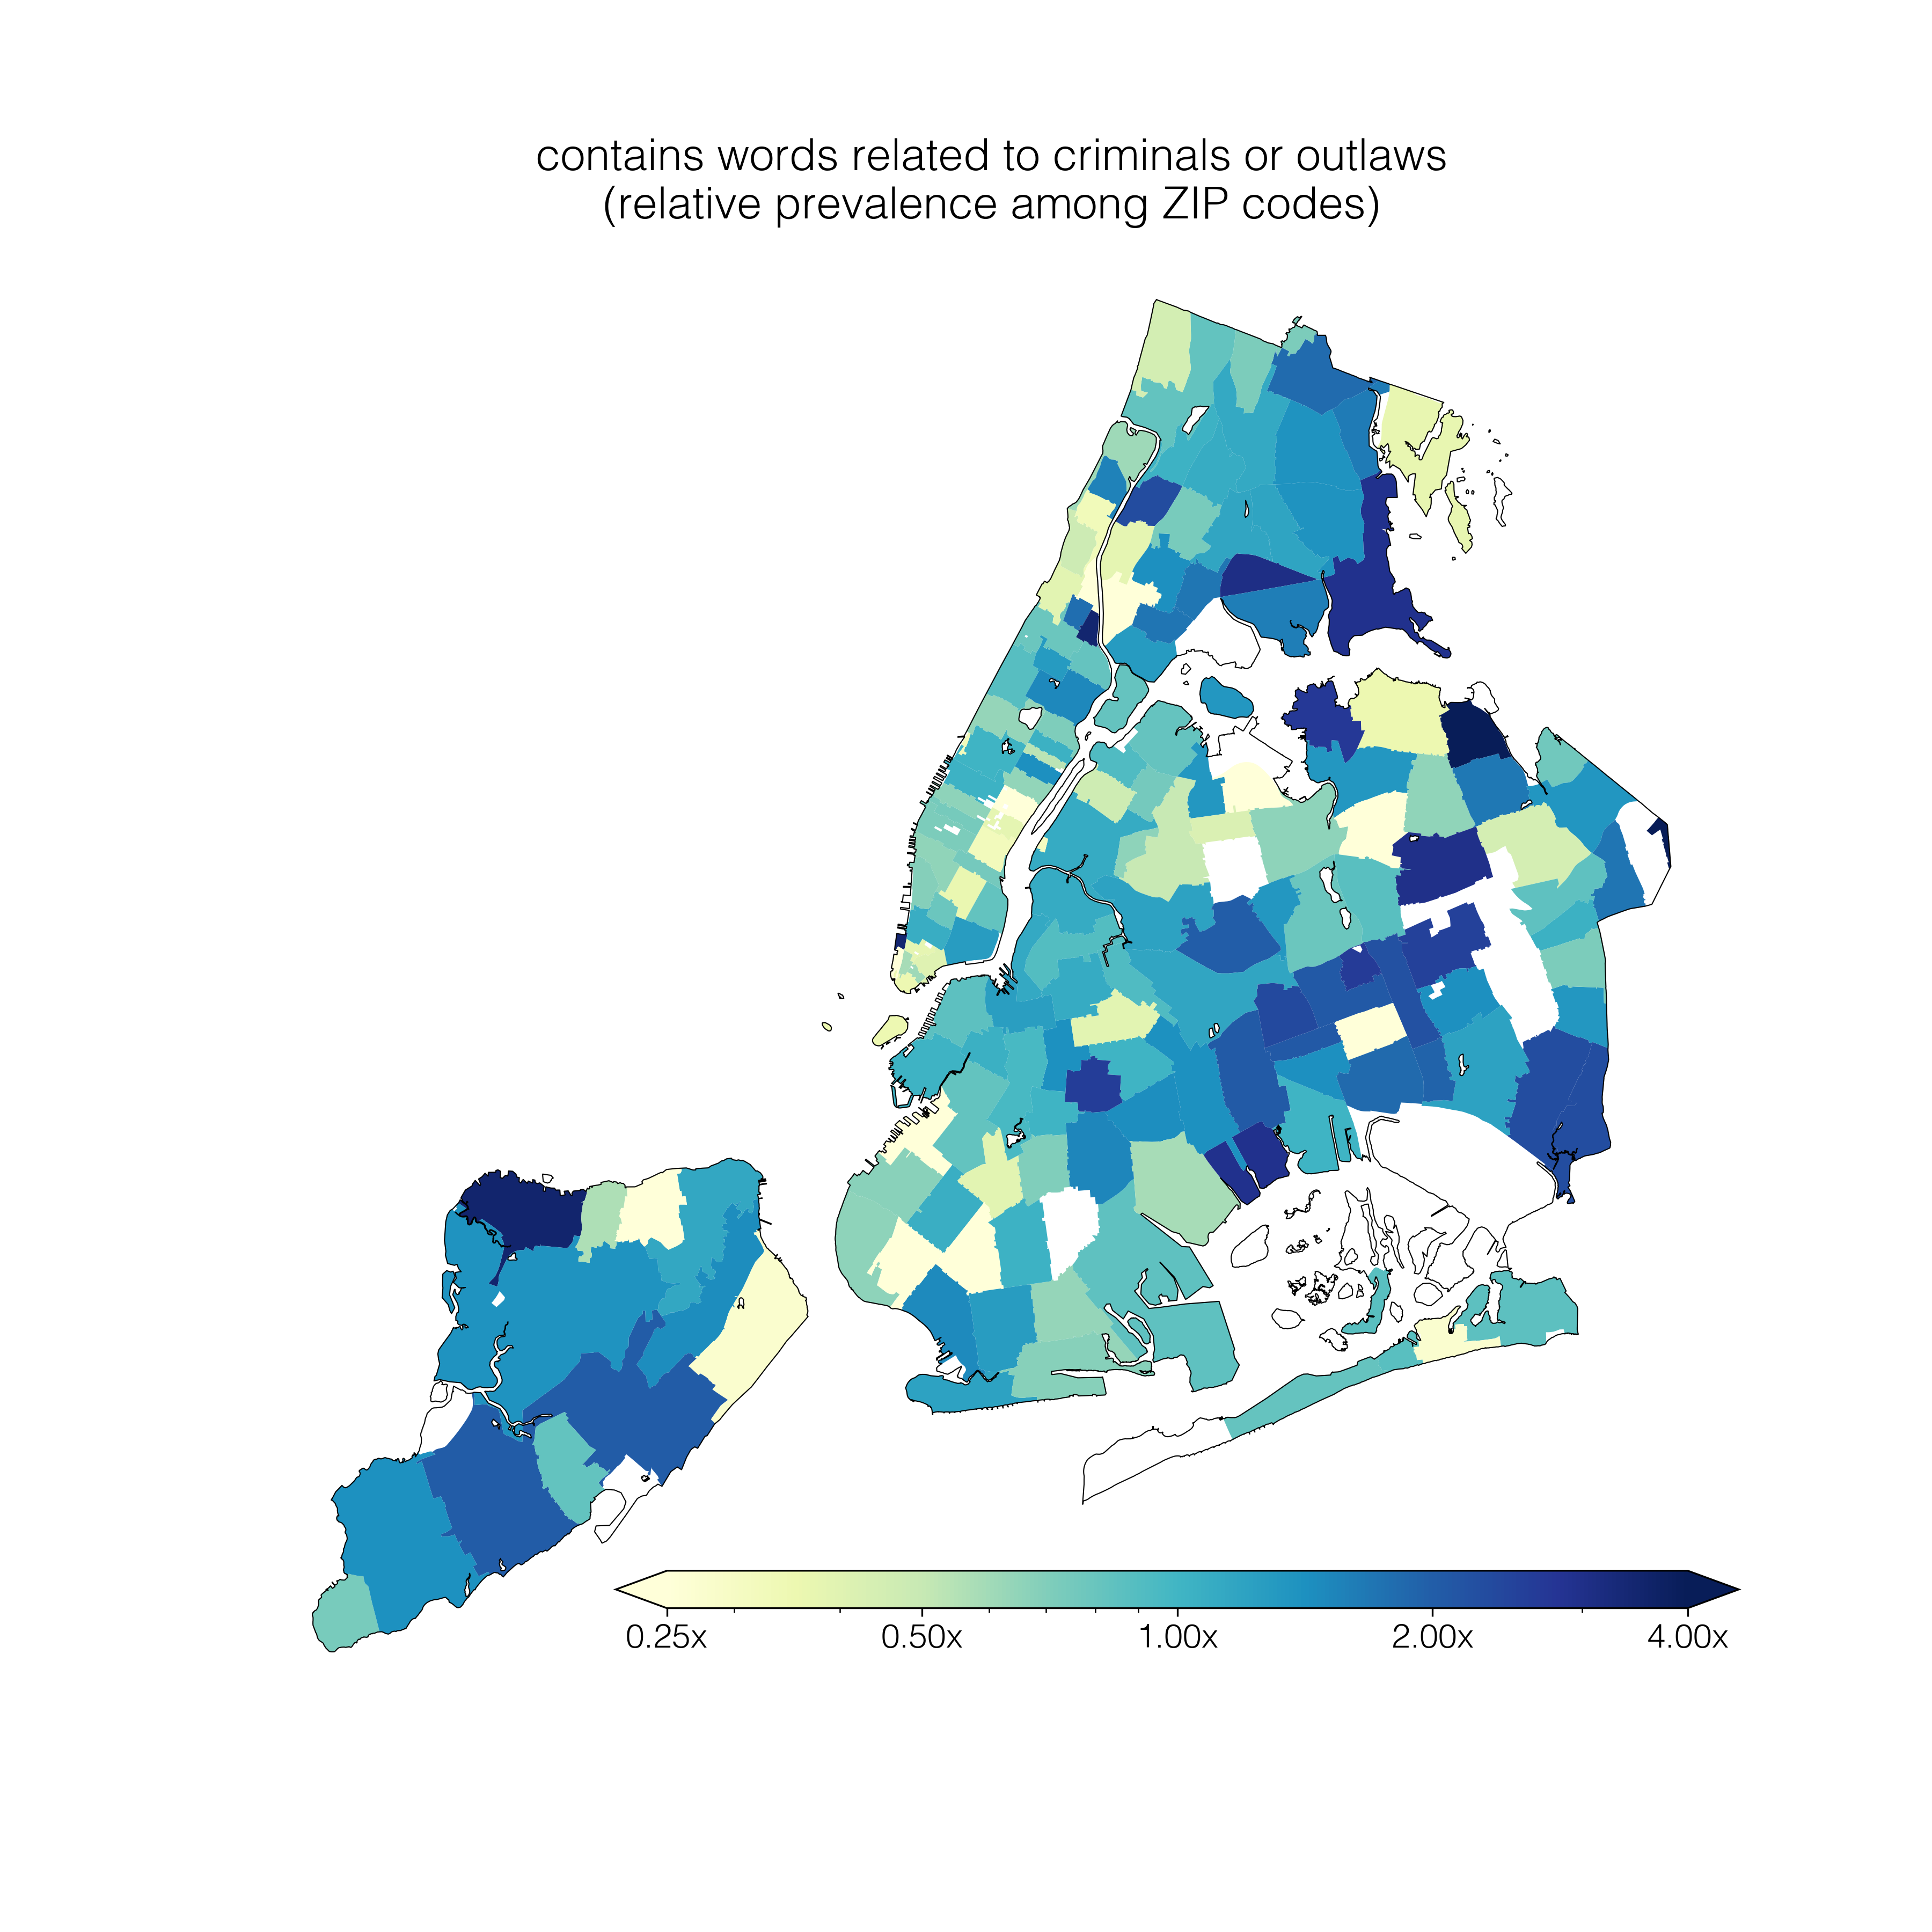 contains words related to criminals or outlaws
(relative prevalence among ZIP codes)
0.25x 0.50x 1.00x 2.00x 4.00x